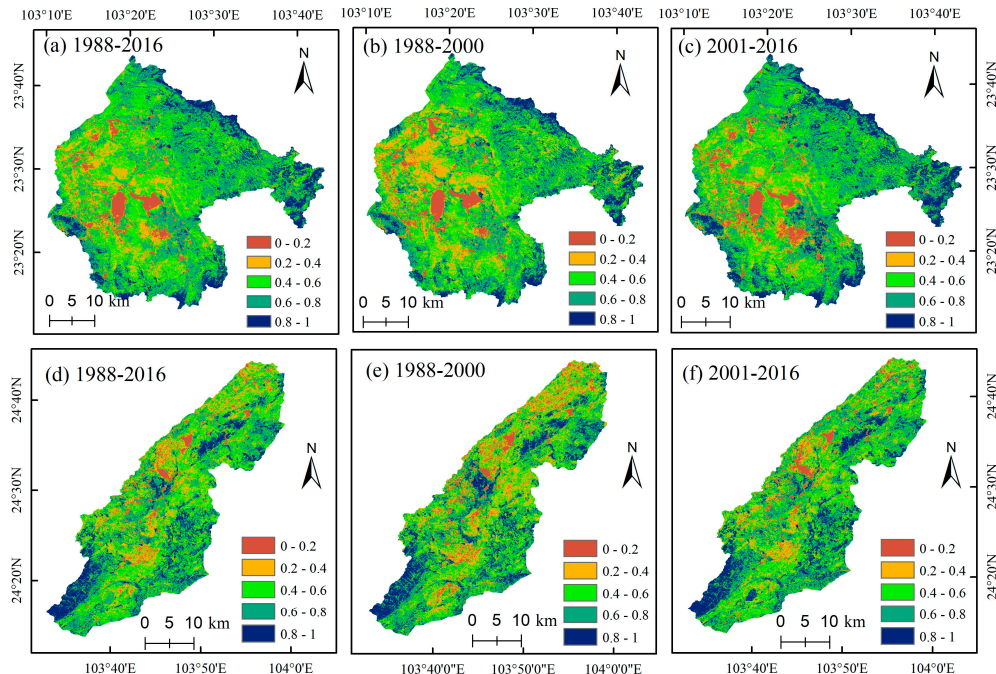 103°10′E 103°20′E 103°30′E 103°40′E 103°10′E 103°20′E 103°30′E 103°40′E 103°10′E 103°20′E 103°30′E 103°40′E
(a) 1988-2016
(b) 1988-2000
(c) 2001-2016
N
N
N
23°40′N
23°30′N
23°20′N
23°40′N
23°30′N
23°20′N
0 - 0.2
0.2 - 0.4
0.4 - 0.6
0.6 - 0.8
0.8 - 1
0 5 10 km
0 - 0.2
0.2 - 0.4
0.4 - 0.6
0.6 - 0.8
0.8 - 1
0 5 10 km
0 - 0.2
0.2 - 0.4
0.4 - 0.6
0.6 - 0.8
0.8 - 1
0 5 10 km
(d) 1988-2016
(e) 1988-2000
(f) 2001-2016
N
N
N
24°40′N
24°30′N
24°20′N
24°40′N
24°30′N
24°20′N
0 - 0.2
0.2 - 0.4
0.4 - 0.6
0.6 - 0.8
0.8 - 1
0 5 10 km
0 - 0.2
0.2 - 0.4
0.4 - 0.6
0.6 - 0.8
0.8 - 1
0 5 10 km
0 - 0.2
0.2 - 0.4
0.4 - 0.6
0.6 - 0.8
0.8 - 1
0 5 10 km
103°40′E 103°50′E 104°0′E 103°40′E 103°50′E 104°0′0″E 103°40′E 103°50′E 104°0′E